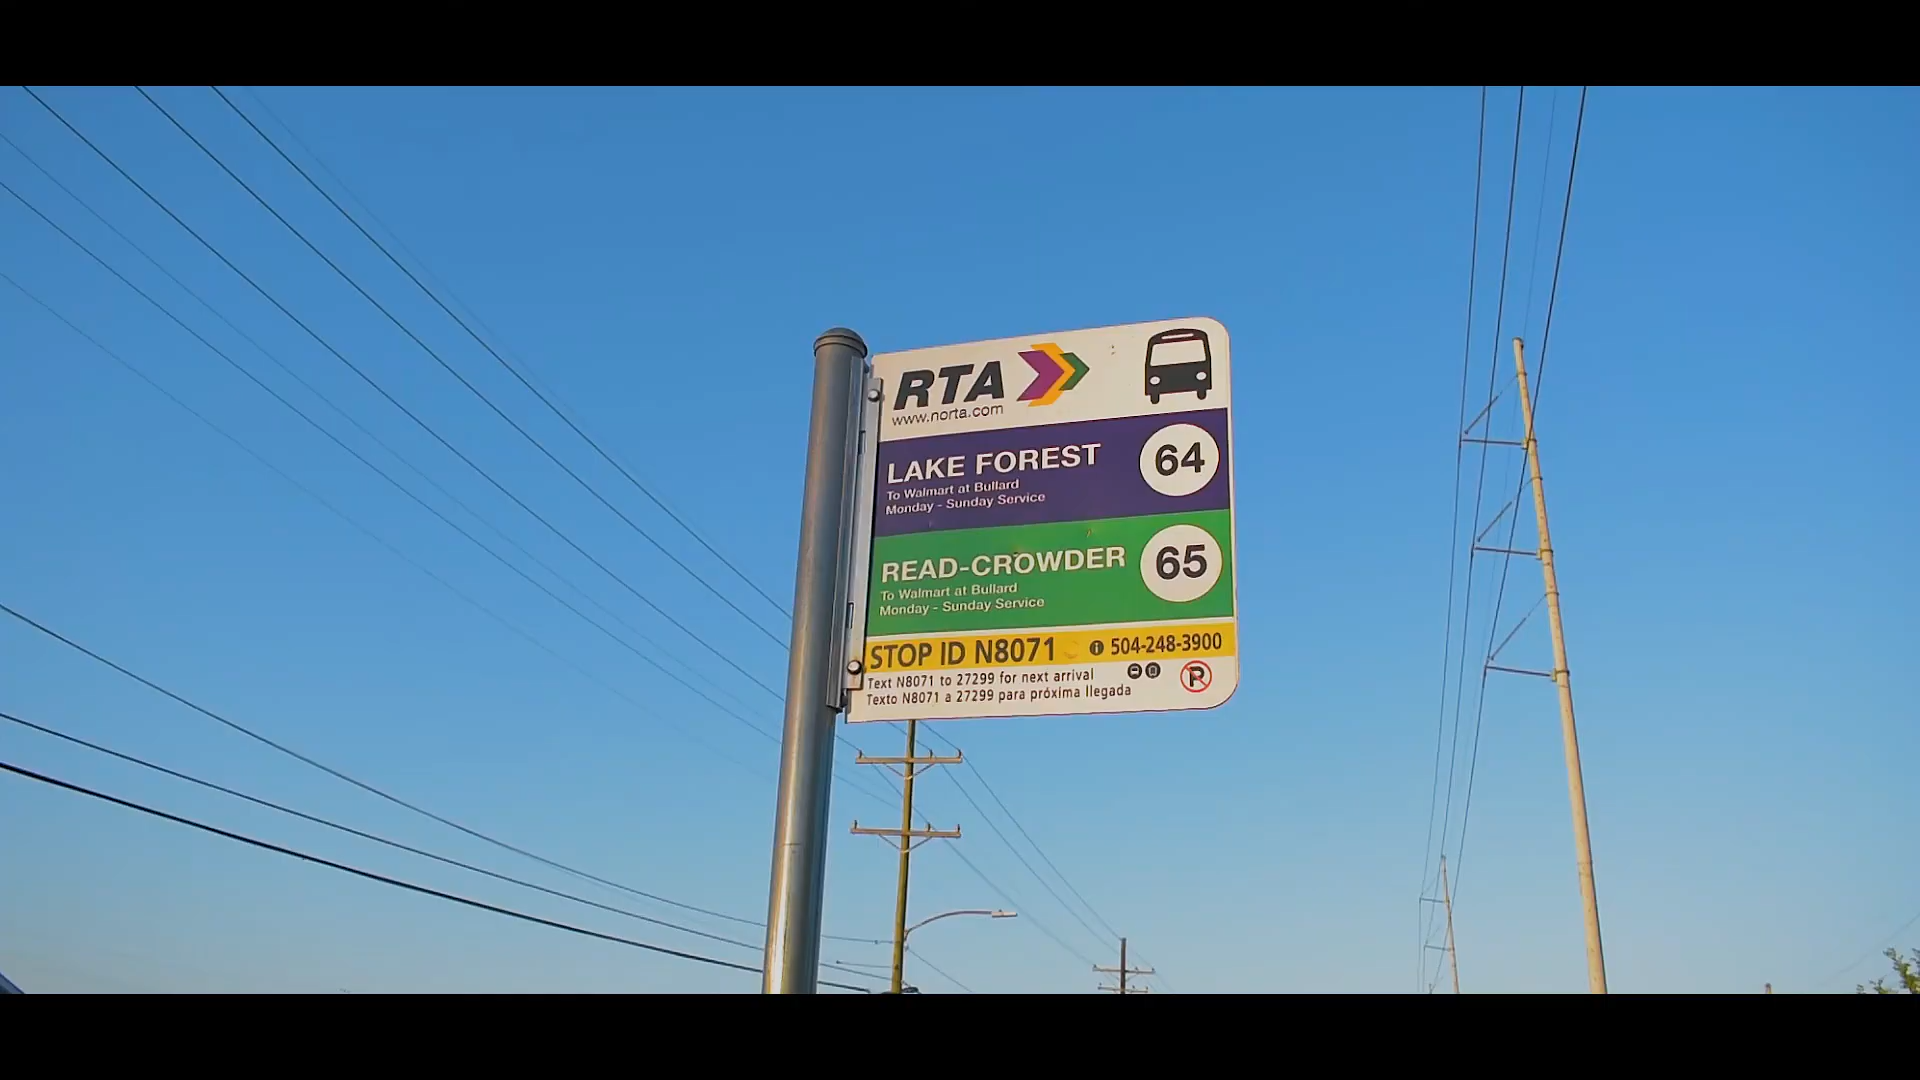 RTA
www.norta.com
LAKE FOREST 64
To Walmart at Bullard
Monday - Sunday Service
READ-CROWDER 65
To Walmart at Bullard
Monday - Sunday Service
STOP ID N8071 504-248-3900
Text N8071 to 27299 for next arrival
Texto N8071 a 27299 para próxima llegada
P